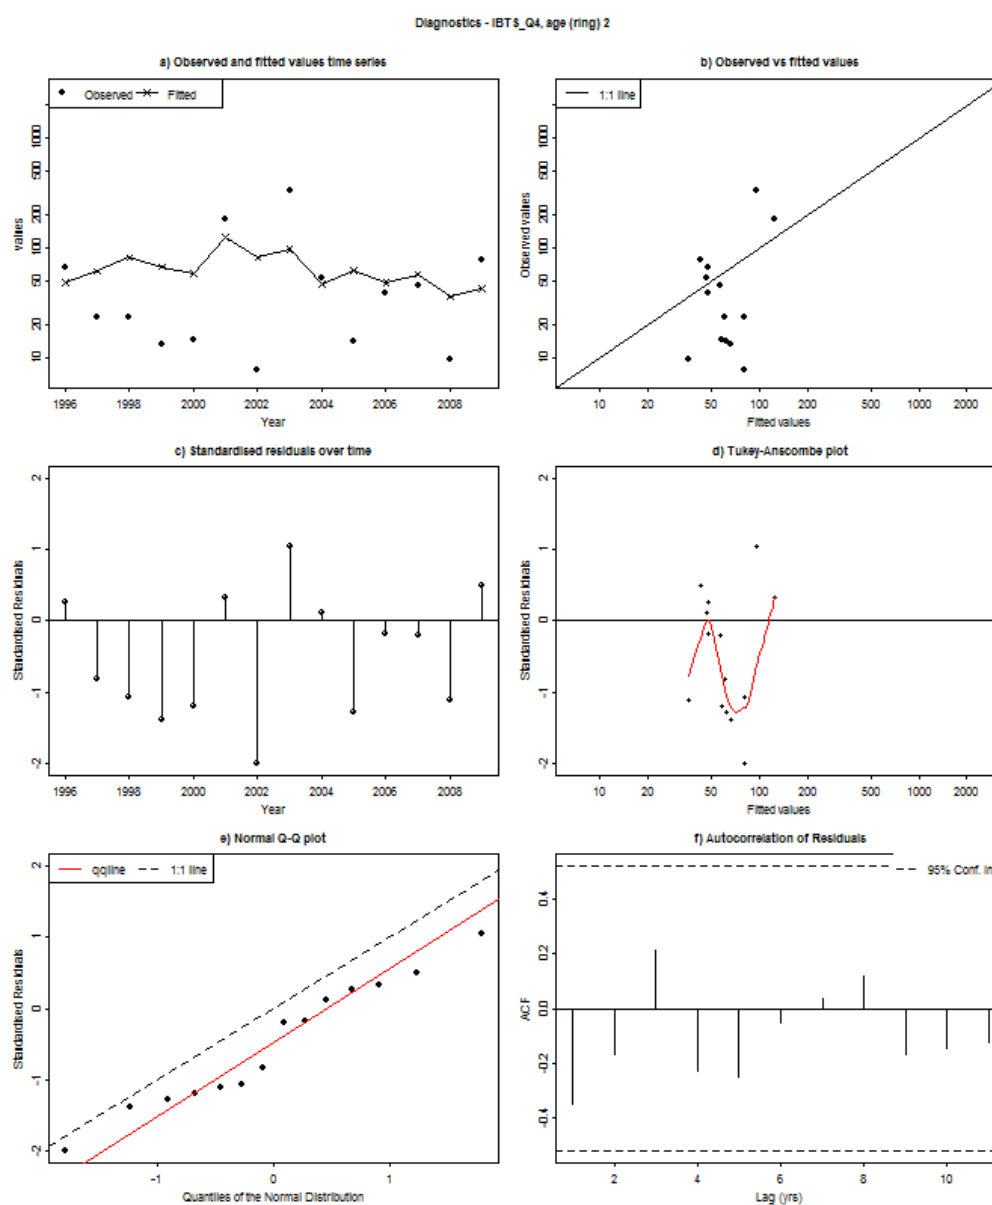 Diagnostics - IBTS_Q4, age (ring) 2
a) Observed and fitted values time series
Observed Fitted
values
10 20 50 100 200 500 1000
1996 1998 2000 2002 2004 2006 2008
Year
b) Observed vs fitted values
1:1 line
Observed values
10 20 50 100 200 500 1000
10 20 50 100 200 500 1000 2000
Fitted values
c) Standardised residuals over time
Standardised Residuals
-2 -1 0 1 2
1996 1998 2000 2002 2004 2006 2008
Year
d) Tukey-Anscombe plot
Standardised Residuals
-2 -1 0 1 2
10 20 50 100 200 500 1000 2000
Fitted values
e) Normal Q-Q plot
qqline 1:1 line
Standardised Residuals
-2 -1 0 1 2
-1 0 1
Quantiles of the Normal Distribution
f) Autocorrelation of Residuals
95% Conf. In
ACF
-0.4 -0.2 0.0 0.2 0.4
2 4 6 8 10
Lag (yrs)